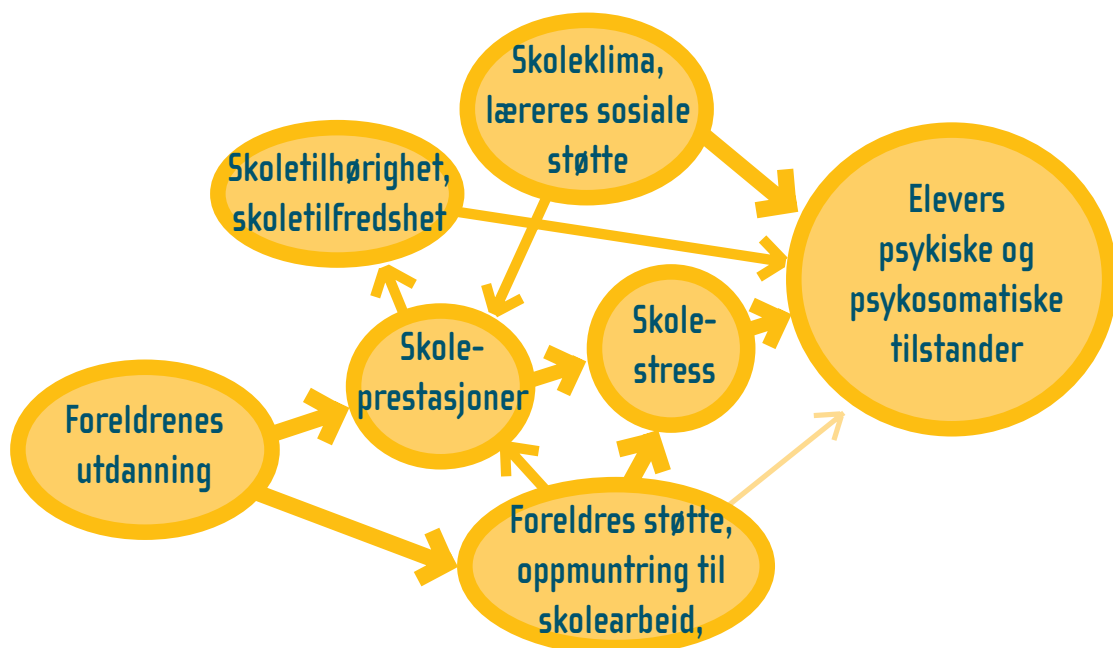 Skoleklima,
læreres sosiale
støtte
Skoletilhørighet,
skoletilfredshet
Elevers
psykiske og
psykosomatiske
tilstander
Skole-
prestasjoner
Skole-
stress
Foreldrenes
utdanning
Foreldres støtte,
oppmuntring til
skolearbeid,